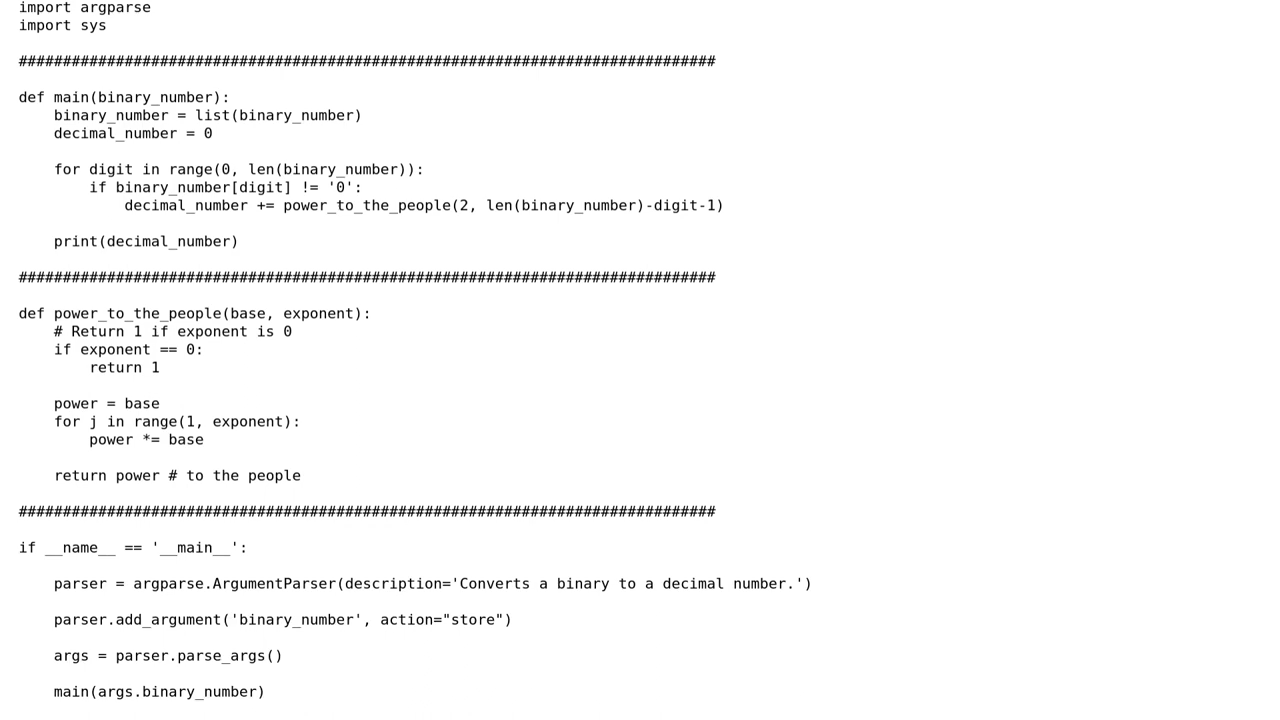 import argparse
import sys
###############################################################################
def main(binary_number):
    binary_number = list(binary_number)
    decimal_number = 0
    for digit in range(0, len(binary_number)):
        if binary_number[digit] != '0':
            decimal_number += power_to_the_people(2, len(binary_number)-digit-1)
    print(decimal_number)
###############################################################################
def power_to_the_people(base, exponent):
    # Return 1 if exponent is 0
    if exponent == 0:
        return 1
    power = base
    for j in range(1, exponent):
        power *= base
    return power # to the people
###############################################################################
if __name__ == '__main__':
    parser = argparse.ArgumentParser(description='Converts a binary to a decimal number.')
    parser.add_argument('binary_number', action="store")
    args = parser.parse_args()
    main(args.binary_number)